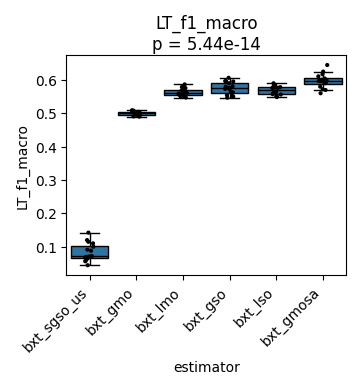 LT_f1_macro
p = 5.44e-14
LT_f1_macro
0.6
0.5
0.4
0.3
0.2
0.1
bxt_sgso_us
bxt_gmo
bxt_lmo
bxt_gso
bxt_lso
bxt_gmosa
estimator